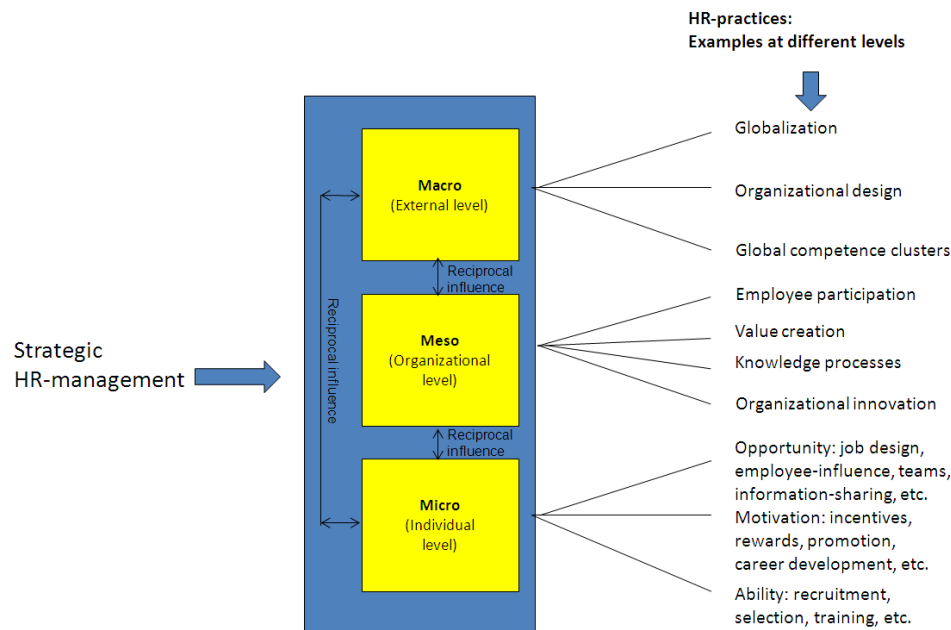 HR-practices:
Examples at different levels
Globalization
Macro
(External level)
Organizational design
Global competence clusters
Reciprocal
influence
Employee participation
Reciprocal influence
Value creation
Meso
(Organizational
level)
Strategic
HR-management
Knowledge processes
Organizational innovation
Reciprocal
influence
Opportunity: job design,
employee-influence, teams,
information-sharing, etc.
Micro
(Individual
level)
Motivation: incentives,
rewards, promotion,
career development, etc.
Ability: recruitment,
selection, training, etc.